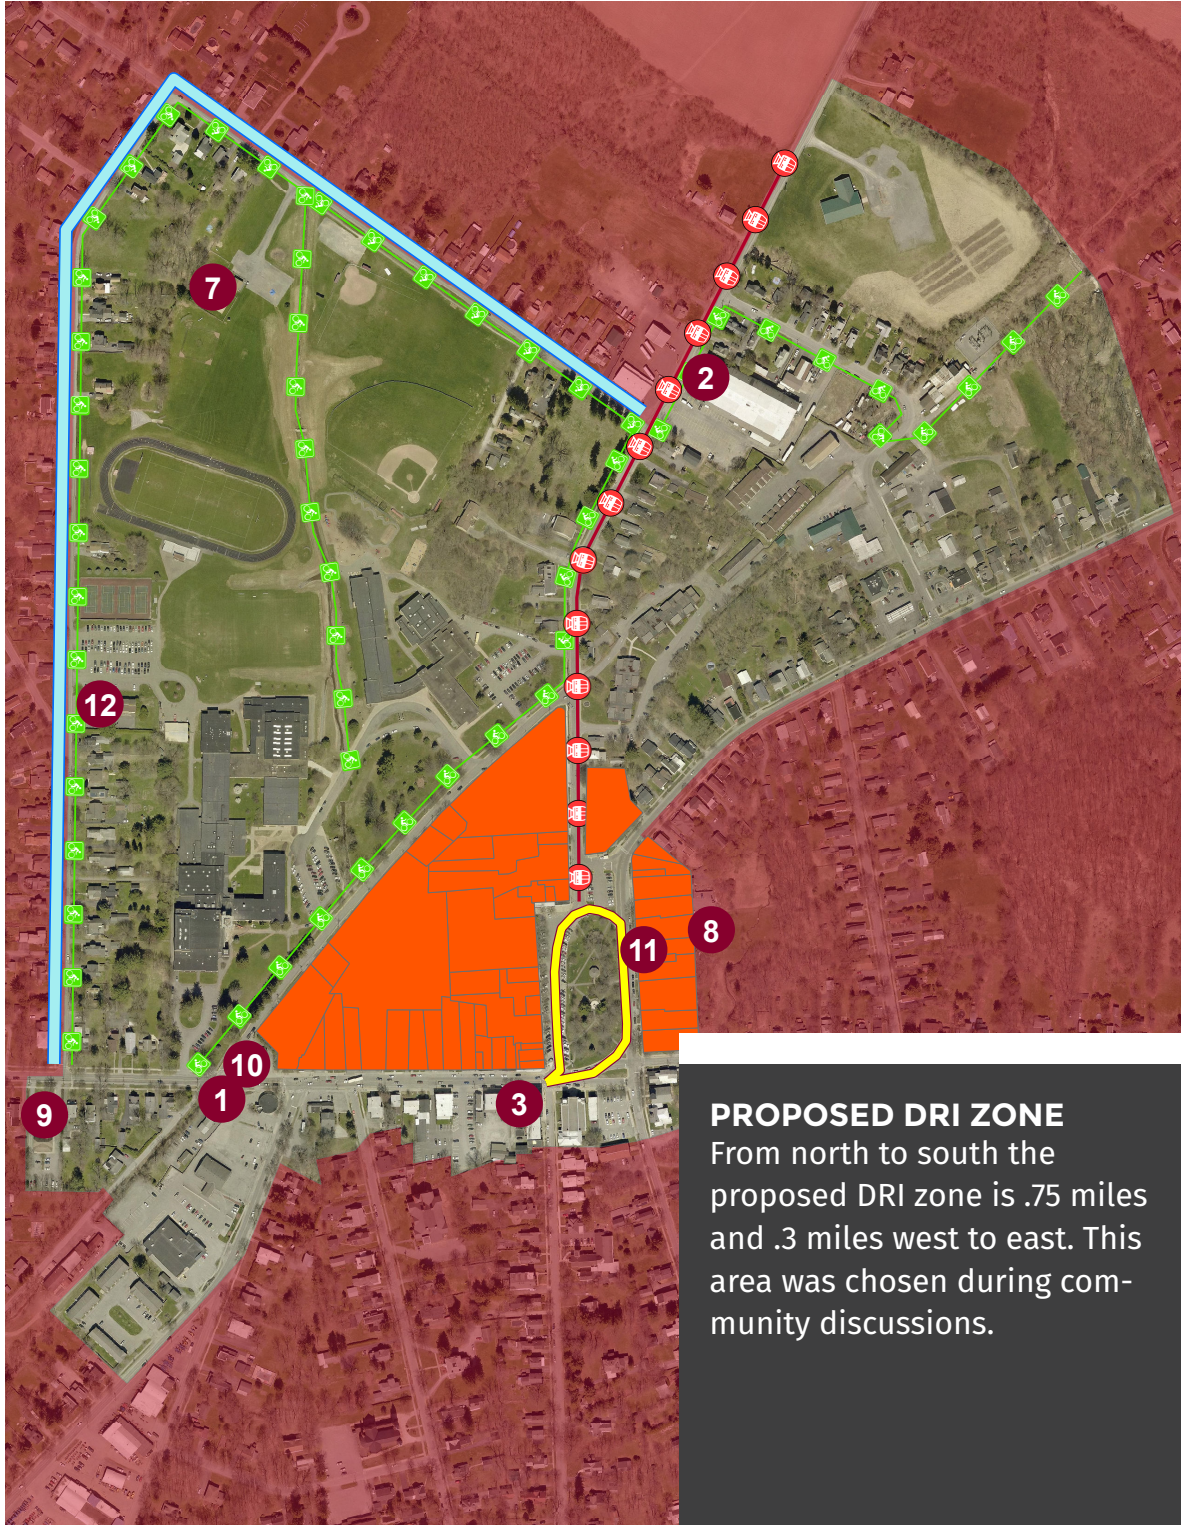 7
2
12
8
11
10
1
3
9
PROPOSED DRI ZONE
From north to south the
proposed DRI zone is .75 miles
and .3 miles west to east. This
area was chosen during com-
munity discussions.